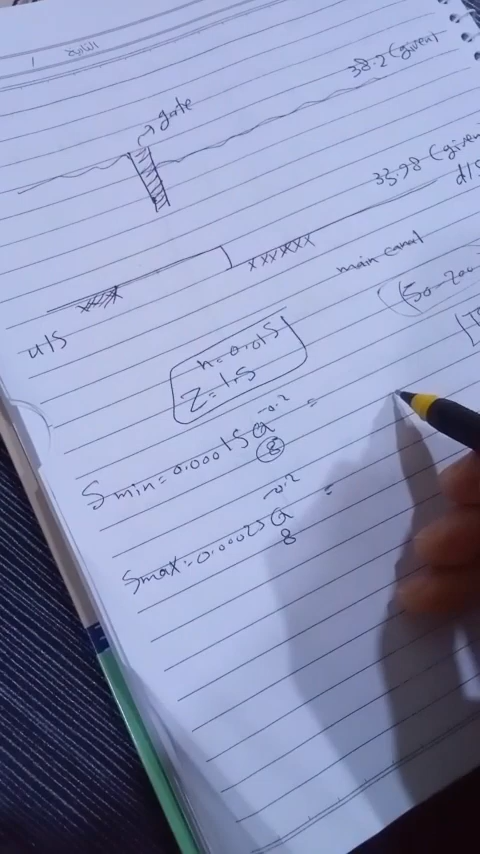 التاريخ
gate
38.2 (given)
33.98 (given)
d/s
main canal
(50-200
u/s
n=0.015
Z=1.5
Smin=0.00015 Q^-0.2 =
8
Smax=0.00025 Q^-0.2 =
8